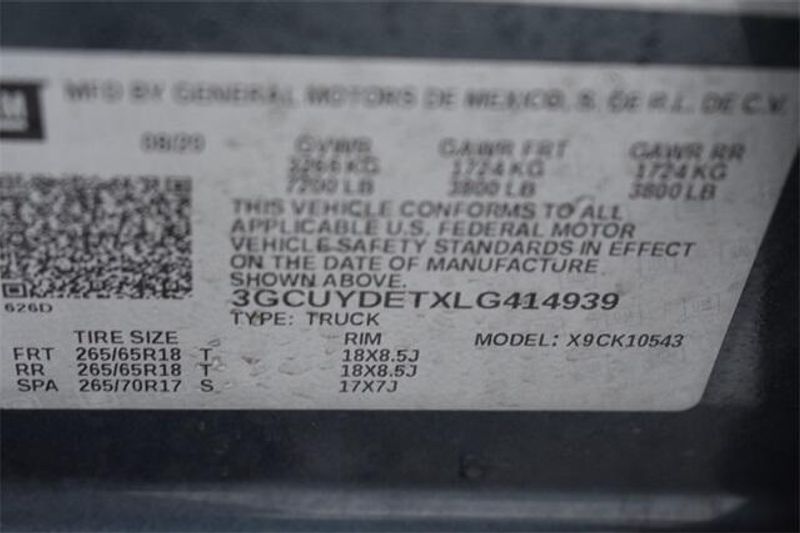 GM
MFD BY GENERAL MOTORS DE MEXICO, S. DE R.L. DE C.V.
08/20 GVWR GAWR FRT GAWR RR
3266 KG 1724 KG 1724 KG
7200 LB 3800 LB 3800 LB
THIS VEHICLE CONFORMS TO ALL
APPLICABLE U.S. FEDERAL MOTOR
VEHICLE SAFETY STANDARDS IN EFFECT
ON THE DATE OF MANUFACTURE
SHOWN ABOVE.
626D 3GCUYDETXLG414939
TYPE: TRUCK
TIRE SIZE RIM MODEL: X9CK10543
FRT 265/65R18 T 18X8.5J
RR 265/65R18 T 18X8.5J
SPA 265/70R17 S 17X7J